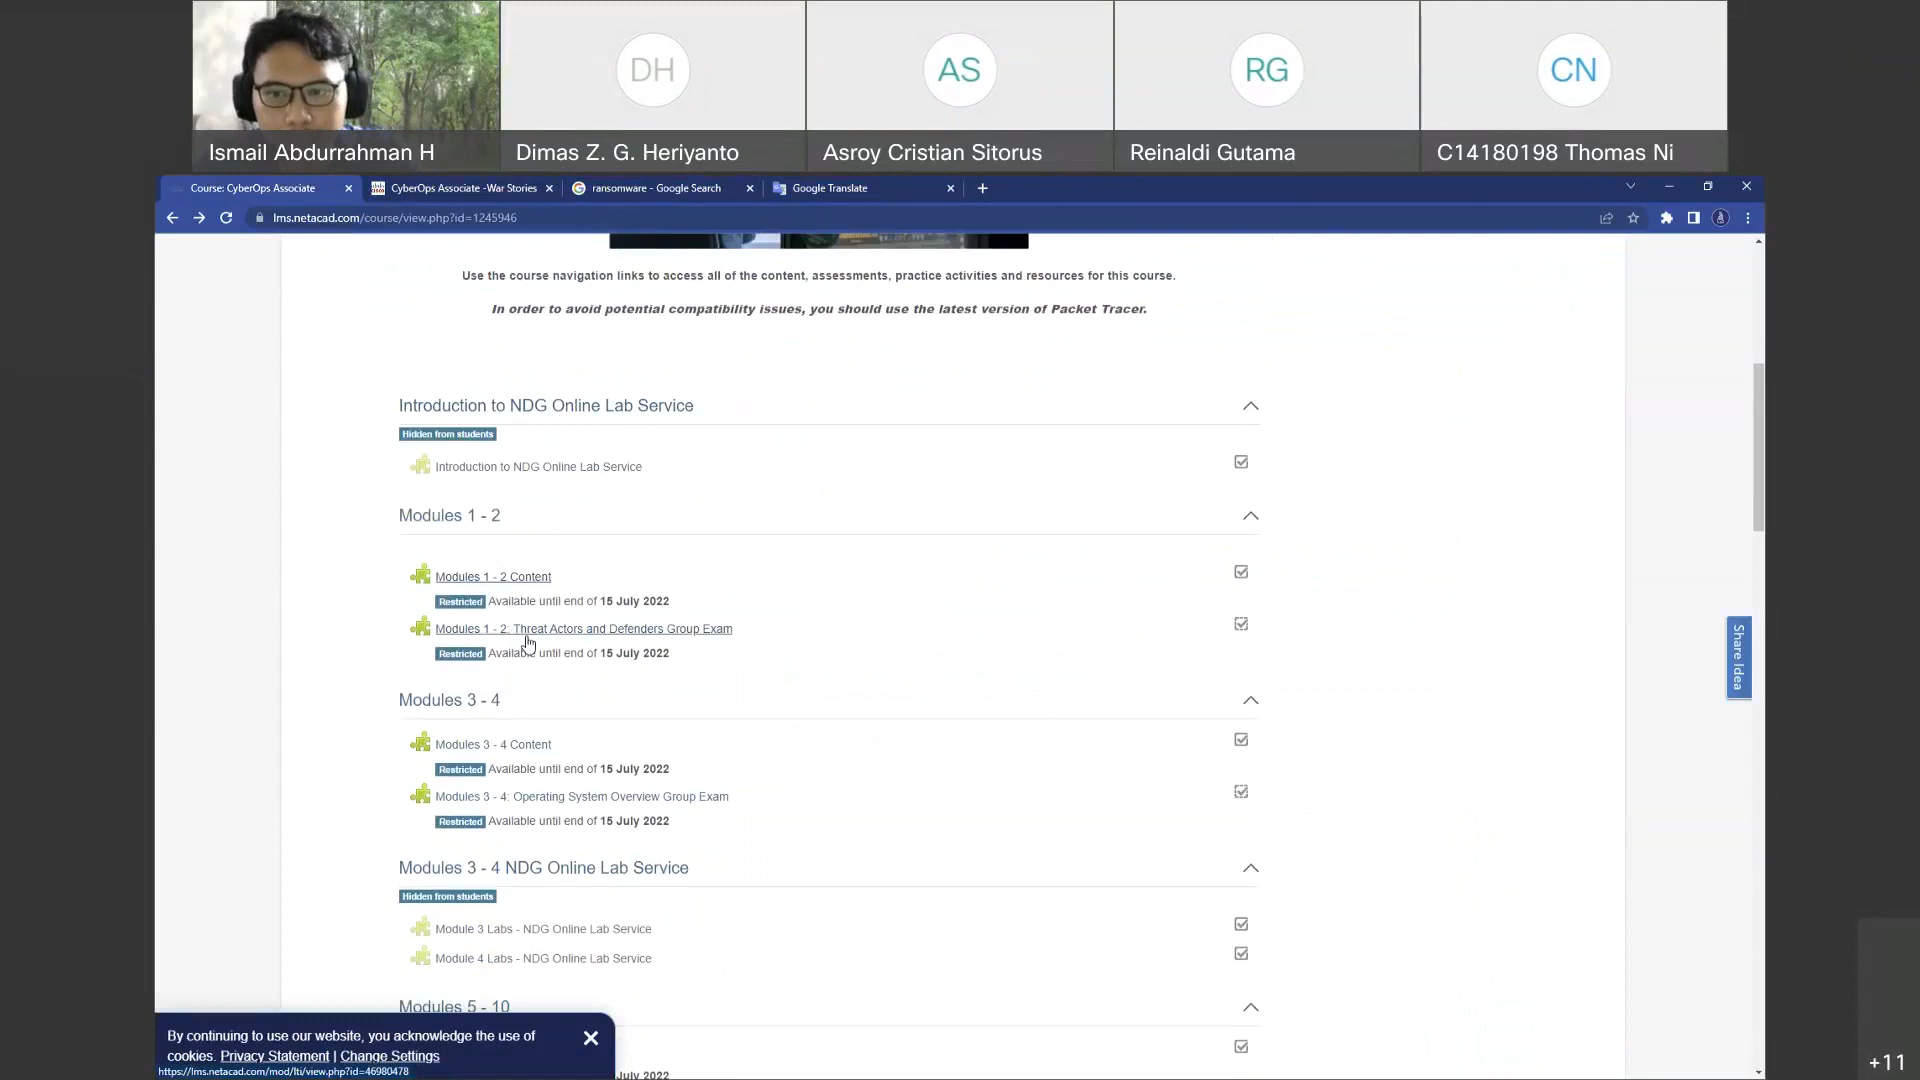 DH
AS
RG
CN
Ismail Abdurrahman H
Dimas Z. G. Heriyanto
Asroy Cristian Sitorus
Reinaldi Gutama
C14180198 Thomas Ni
Course: CyberOps Associate
CyberOps Associate -War Stories
ransomware - Google Search
Google Translate
lms.netacad.com/course/view.php?id=1245946
Use the course navigation links to access all of the content, assessments, practice activities and resources for this course.
In order to avoid potential compatibility issues, you should use the latest version of Packet Tracer.
Introduction to NDG Online Lab Service
Hidden from students
Introduction to NDG Online Lab Service
Modules 1 - 2
Modules 1 - 2 Content
Restricted Available until end of 15 July 2022
Modules 1 - 2: Threat Actors and Defenders Group Exam
Restricted Available until end of 15 July 2022
Share Idea
Modules 3 - 4
Modules 3 - 4 Content
Restricted Available until end of 15 July 2022
Modules 3 - 4: Operating System Overview Group Exam
Restricted Available until end of 15 July 2022
Modules 3 - 4 NDG Online Lab Service
Hidden from students
Module 3 Labs - NDG Online Lab Service
Module 4 Labs - NDG Online Lab Service
Modules 5 - 10
By continuing to use our website, you acknowledge the use of
cookies. Privacy Statement | Change Settings
https://lms.netacad.com/mod/lti/view.php?id=46980478
July 2022
+11